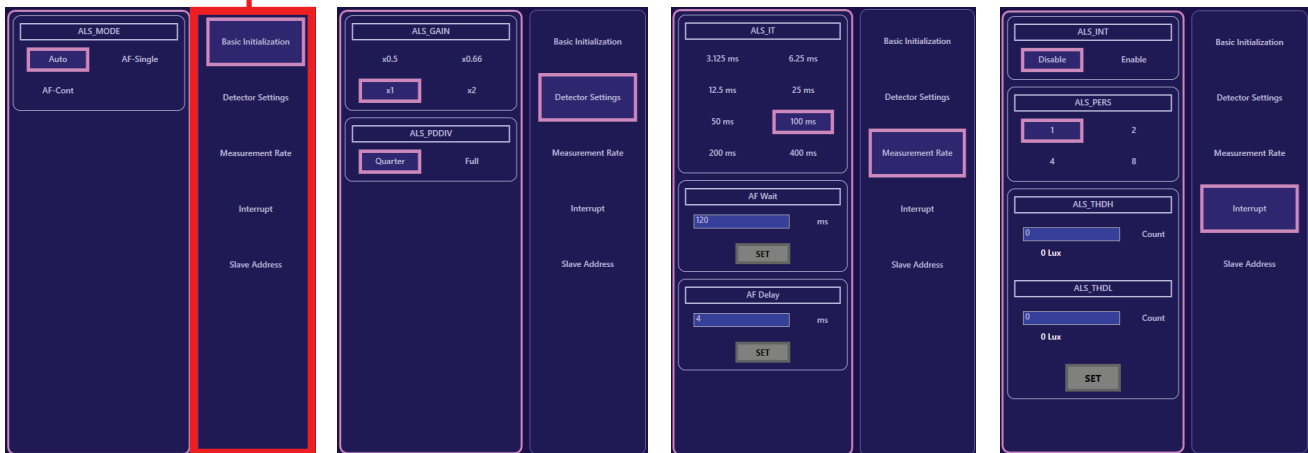 ALS_MODE
Auto AF-Single
AF-Cont
Basic Initialization
Detector Settings
Measurement Rate
Interrupt
Slave Address
ALS_GAIN
x0.5 x0.66
x1 x2
ALS_PDDIV
Quarter Full
Basic Initialization
Detector Settings
Measurement Rate
Interrupt
Slave Address
ALS_IT
3.125 ms 6.25 ms
12.5 ms 25 ms
50 ms 100 ms
200 ms 400 ms
AF Wait
120 ms
SET
AF Delay
4 ms
SET
Basic Initialization
Detector Settings
Measurement Rate
Interrupt
Slave Address
ALS_INT
Disable Enable
ALS_PERS
1 2
4 8
ALS_THDH
0 Count
0 Lux
ALS_THDL
0 Count
0 Lux
SET
Basic Initialization
Detector Settings
Measurement Rate
Interrupt
Slave Address